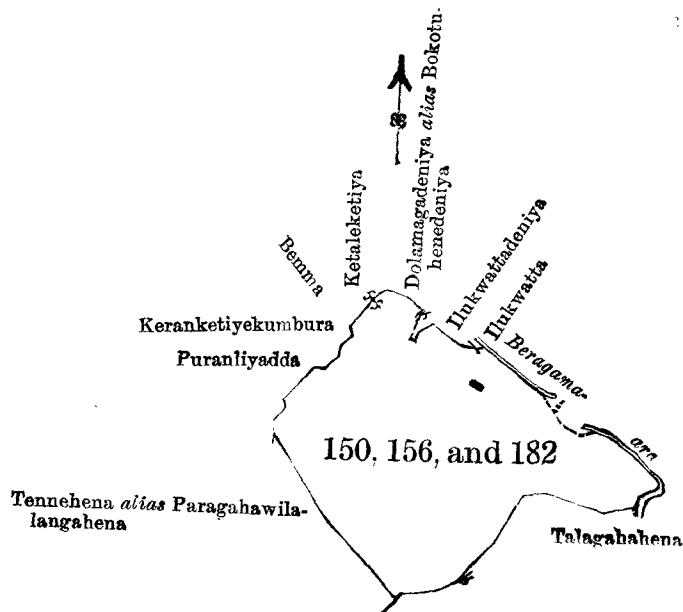 Bemma
Ketaleketiya
Dolamagadeniya alias Bokotu-
henedeniya
Ilukwattadeniya
Ilukwatta
Beragama-
are
Keranketiyekumbura
Puranliyadda
150, 156, and 182
Tennehena alias Paragahawila-
langahena
Talagahahena